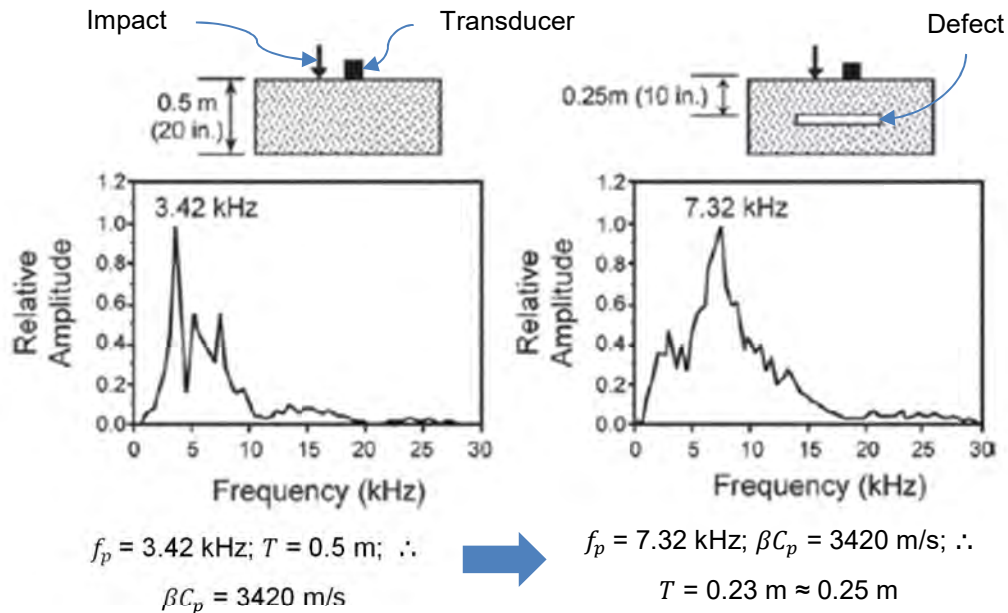 Impact
Transducer
0.5 m
(20 in.)
Defect
0.25m (10 in.)
Relative
Amplitude
1.2
1.0
0.8
0.6
0.4
0.2
0.0
3.42 kHz
0 5 10 15 20 25 30
Frequency (kHz)
Relative
Amplitude
1.2
1.0
0.8
0.6
0.4
0.2
0.0
7.32 kHz
0 5 10 15 20 25 30
Frequency (kHz)
𝑓𝑝 = 3.42 kHz; 𝑇 = 0.5 m; ∴
𝛽𝐶𝑝 = 3420 m/s
𝑓𝑝 = 7.32 kHz; 𝛽𝐶𝑝 = 3420 m/s; ∴
𝑇 = 0.23 m ≈ 0.25 m